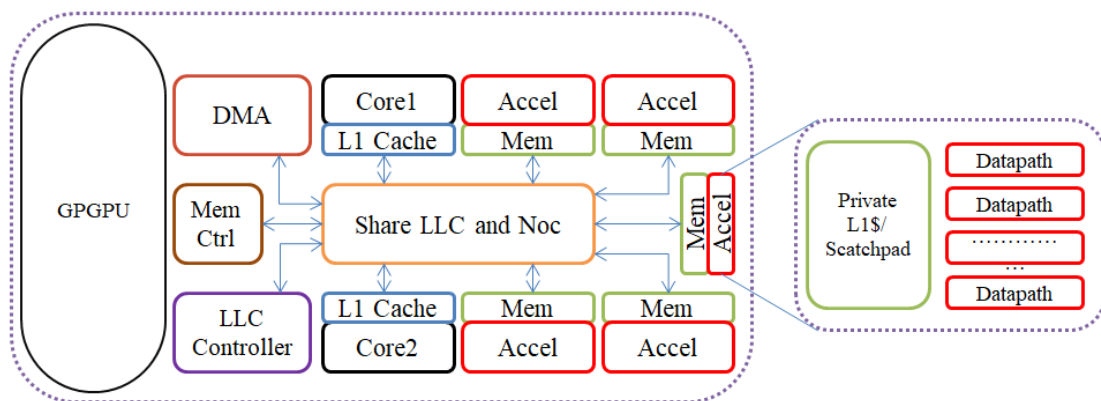 GPGPU
DMA
Core1
L1 Cache
Accel
Mem
Accel
Mem
Mem
Ctrl
Share LLC and Noc
Mem
Accel
LLC
Controller
L1 Cache
Core2
Mem
Accel
Mem
Accel
Private
L1$/
Scatchpad
Datapath
Datapath
.............
...
Datapath